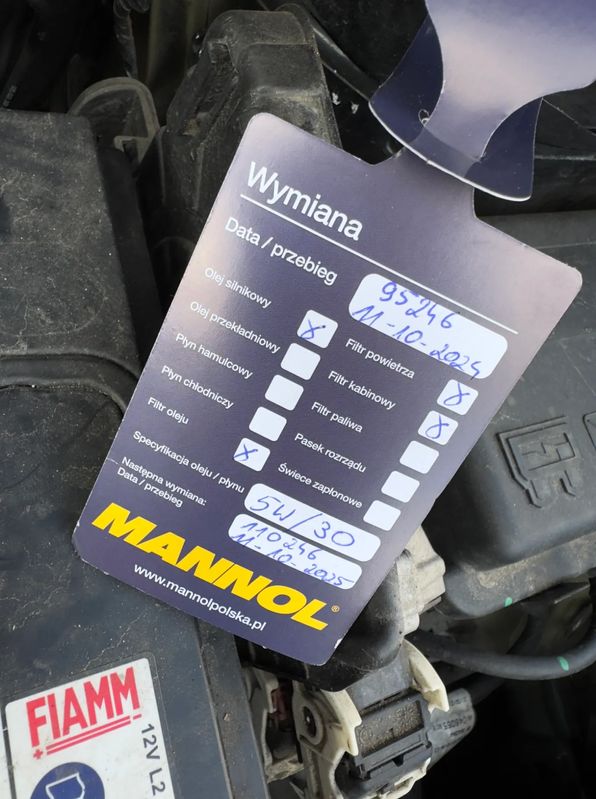 Wymiana
Data / przebieg
95246
11-10-2024
Olej silnikowy
Olej przekładniowy
Płyn hamulcowy
Płyn chłodniczy
Filtr oleju
Filtr powietrza
Filtr kabinowy
Filtr paliwa
Pasek rozrządu
Świece zapłonowe
Specyfikacja oleju / płynu
5W/30
Następna wymiana:
Data / przebieg
110246
11-10-2025
MANNOL®
www.mannolpolska.pl
FIAMM
12V L2